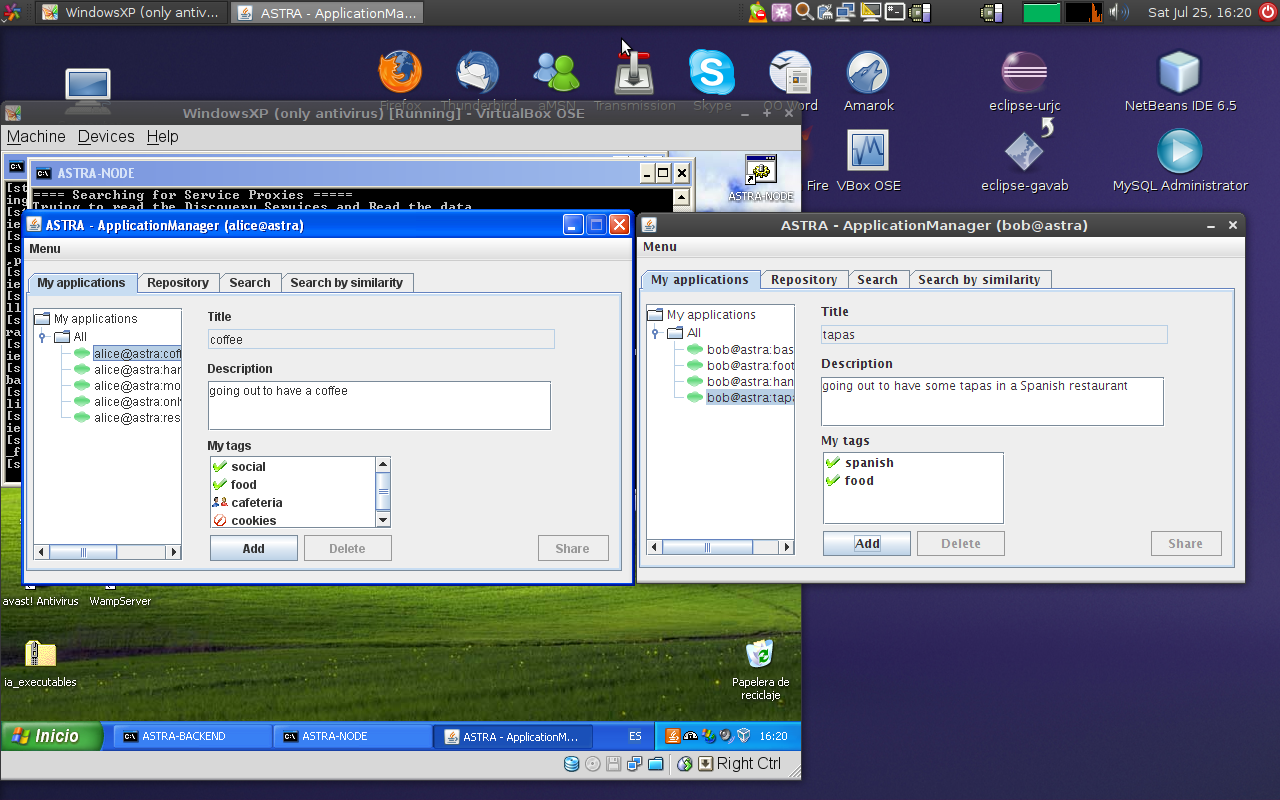 WindowsXP (only antiv...
ASTRA - ApplicationMa...
Sat Jul 25, 16:20
Firefox
Thunderbird
aMSN
Transmission
Skype
OO Word
Amarok
eclipse-urjc
NetBeans IDE 6.5
WindowsXP (only antivirus) [Running] - VirtualBox OSE
Machine Devices Help
Fire
VBox OSE
eclipse-gavab
MySQL Administrator
ASTRA-NODE
ASTRA-NODE
==== Searching for Service Proxies =====
Trying to read the Discovery Services and Read the data
ASTRA - ApplicationManager (alice@astra)
Menu
My applications
Repository
Search
Search by similarity
My applications
All
alice@astra:coff
alice@astra:har
alice@astra:mo
alice@astra:onl
alice@astra:res
Title
coffee
Description
going out to have a coffee
My tags
social
food
cafeteria
cookies
Add
Delete
Share
ASTRA - ApplicationManager (bob@astra)
Menu
My applications
Repository
Search
Search by similarity
My applications
All
bob@astra:bas
bob@astra:foot
bob@astra:han
bob@astra:tapa
Title
tapas
Description
going out to have some tapas in a Spanish restaurant
My tags
spanish
food
Add
Delete
Share
avast! Antivirus
WampServer
ia_executables
Papelera de
reciclaje
Inicio
ASTRA-BACKEND
ASTRA-NODE
ASTRA - ApplicationM...
ES
16:20
Right Ctrl